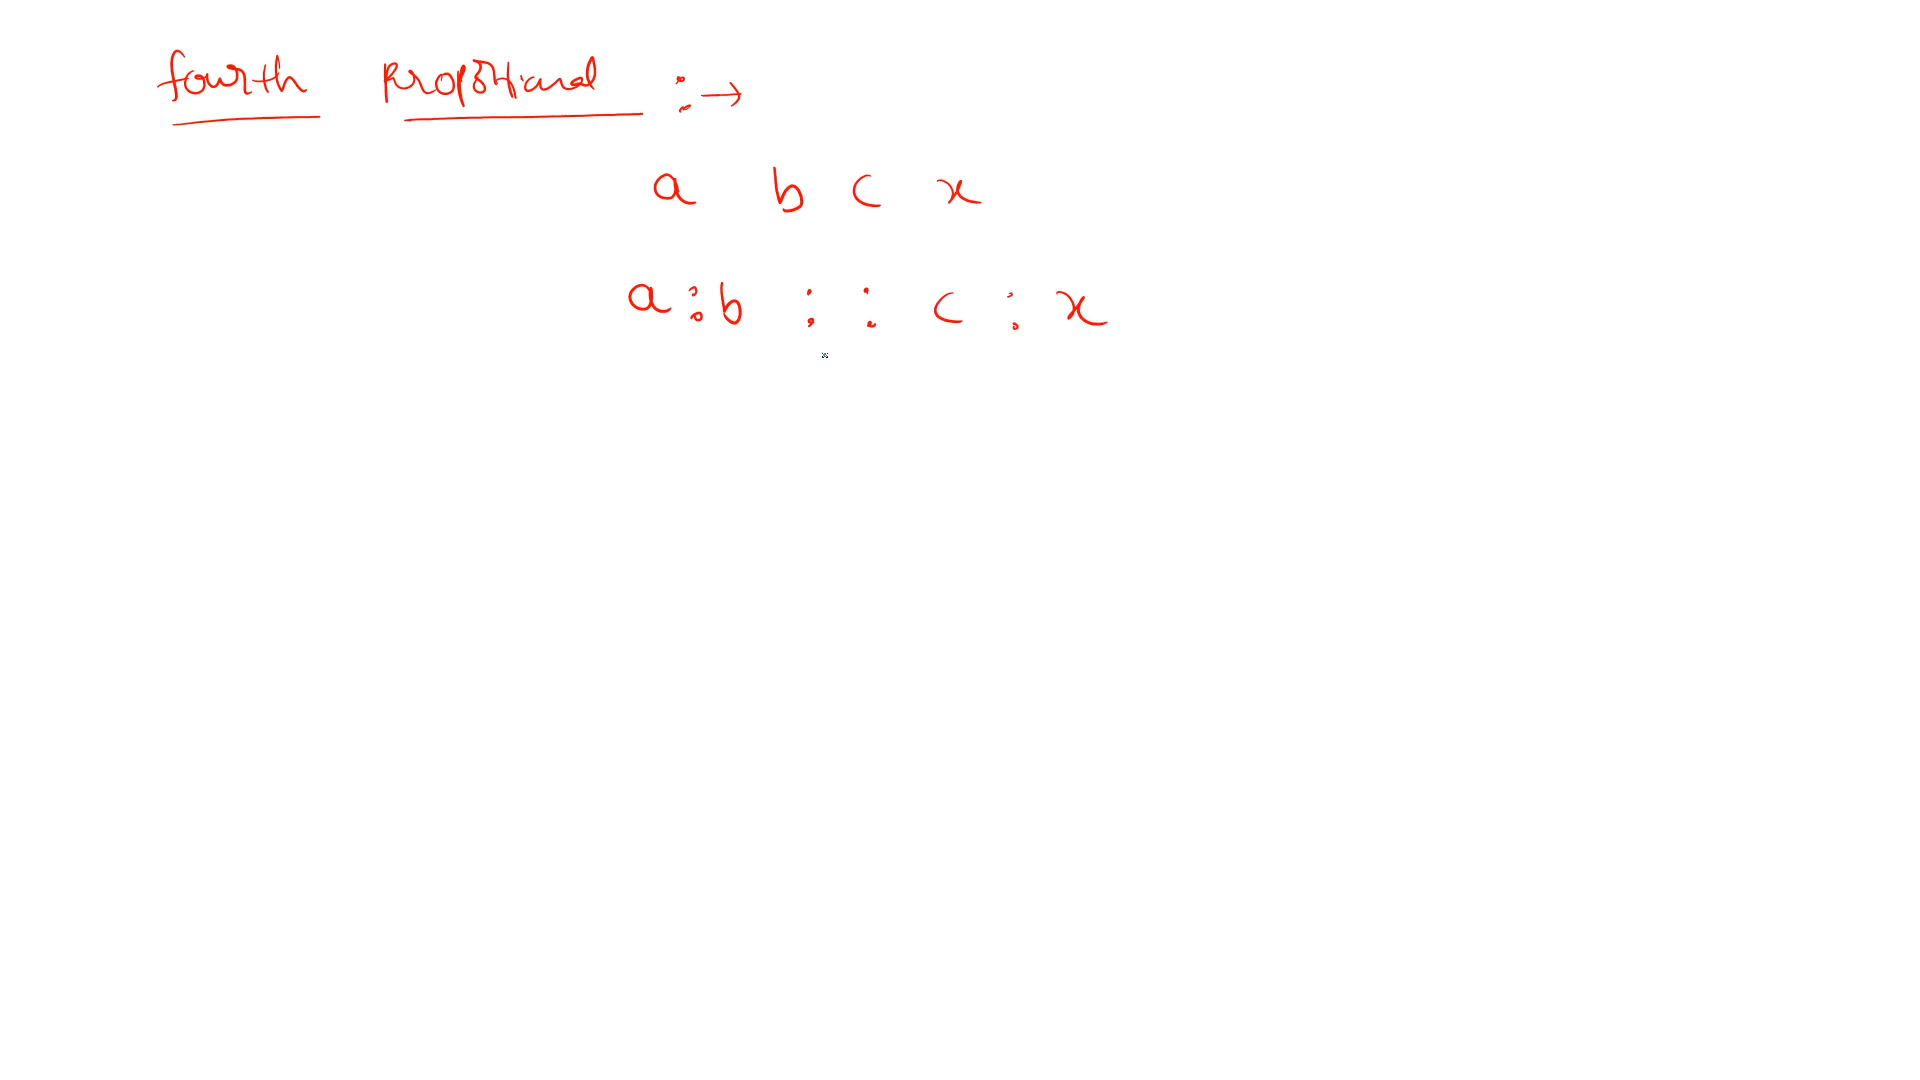 fourth proportional :→
a b c x
a : b : : c : x